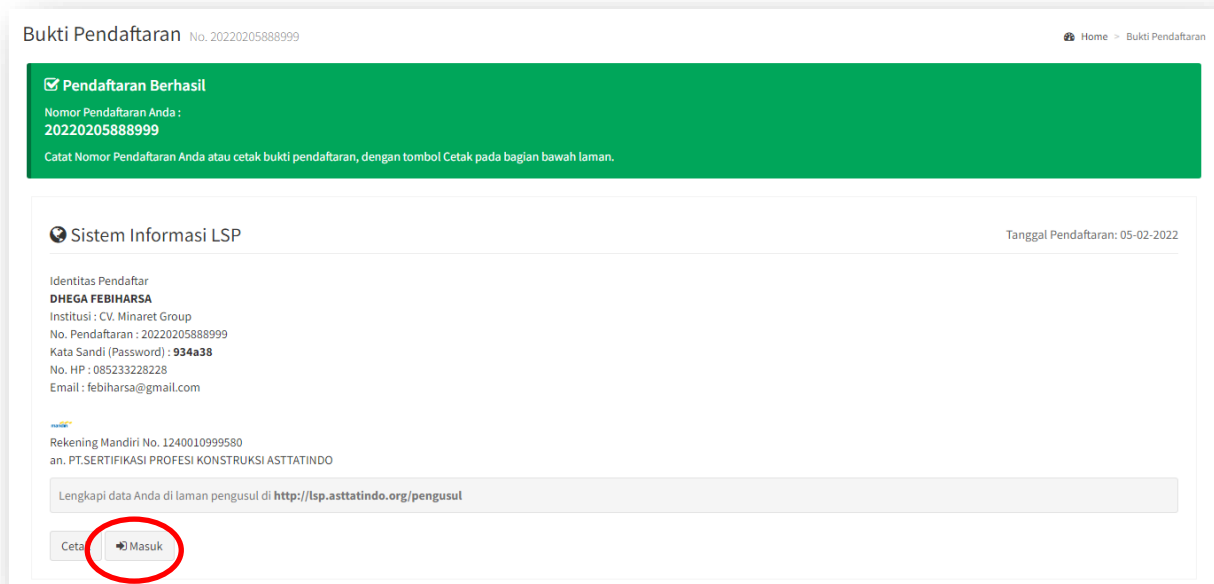 Bukti Pendaftaran No. 20220205888999
Home > Bukti Pendaftaran
Pendaftaran Berhasil
Nomor Pendaftaran Anda :
20220205888999
Catat Nomor Pendaftaran Anda atau cetak bukti pendaftaran, dengan tombol Cetak pada bagian bawah laman.
Sistem Informasi LSP
Tanggal Pendaftaran: 05-02-2022
Identitas Pendaftar
DHEGA FEBIHARSA
Institusi : CV. Minaret Group
No. Pendaftaran : 20220205888999
Kata Sandi (Password) : 934a38
No. HP : 085233228228
Email : febiharsa@gmail.com
mandiri
Rekening Mandiri No. 1240010999580
an. PT.SERTIFIKASI PROFESI KONSTRUKSI ASTTATINDO
Lengkapi data Anda di laman pengusul di http://lsp.asttatindo.org/pengusul
Ceta
Masuk